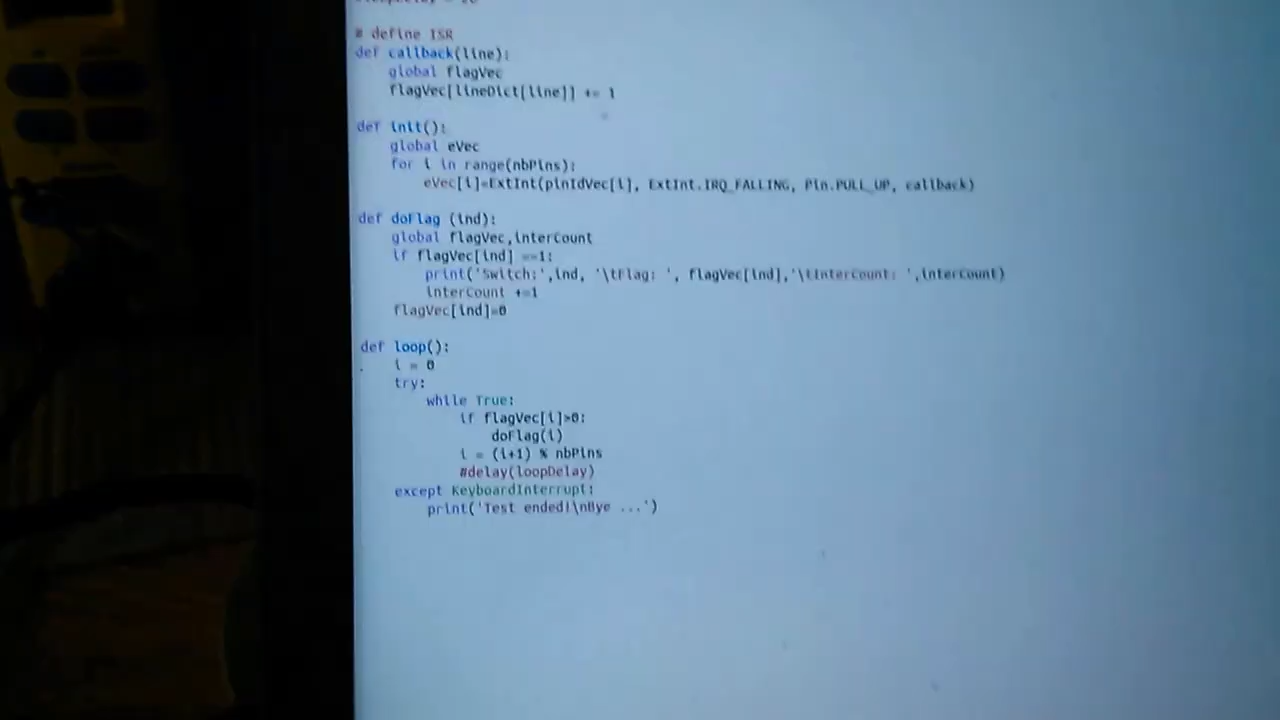 # define ISR
def callback(line):
    global flagVec
    flagVec[lineDict[line]] += 1
def init():
    global eVec
    for i in range(nbPins):
        eVec[i]=ExtInt(pinIdVec[i], ExtInt.IRQ_FALLING, Pin.PULL_UP, callback)
def doFlag (ind):
    global flagVec,interCount
    if flagVec[ind] ==1:
        print('Switch:',ind, '\tFlag: ', flagVec[ind],'\tInterCount: ',interCount)
        interCount +=1
    flagVec[ind]=0
def loop():
    i = 0
    try:
        while True:
            if flagVec[i]>0:
                doFlag(i)
            i = (i+1) % nbPins
            #delay(loopDelay)
    except KeyboardInterrupt:
        print('Test ended!\nBye ...')